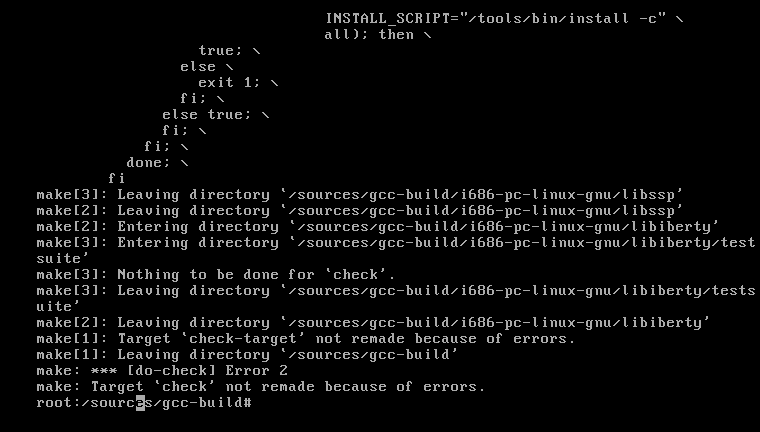 INSTALL_SCRIPT="/tools/bin/install -c" \
all); then \
true; \
else \
exit 1; \
fi; \
else true; \
fi; \
fi; \
done; \
fi
make[3]: Leaving directory `/sources/gcc-build/i686-pc-linux-gnu/libssp'
make[2]: Leaving directory `/sources/gcc-build/i686-pc-linux-gnu/libssp'
make[2]: Entering directory `/sources/gcc-build/i686-pc-linux-gnu/libiberty'
make[3]: Entering directory `/sources/gcc-build/i686-pc-linux-gnu/libiberty/test
suite'
make[3]: Nothing to be done for `check'.
make[3]: Leaving directory `/sources/gcc-build/i686-pc-linux-gnu/libiberty/tests
uite'
make[2]: Leaving directory `/sources/gcc-build/i686-pc-linux-gnu/libiberty'
make[1]: Target `check-target' not remade because of errors.
make[1]: Leaving directory `/sources/gcc-build'
make: *** [do-check] Error 2
make: Target `check' not remade because of errors.
root:/sources/gcc-build#